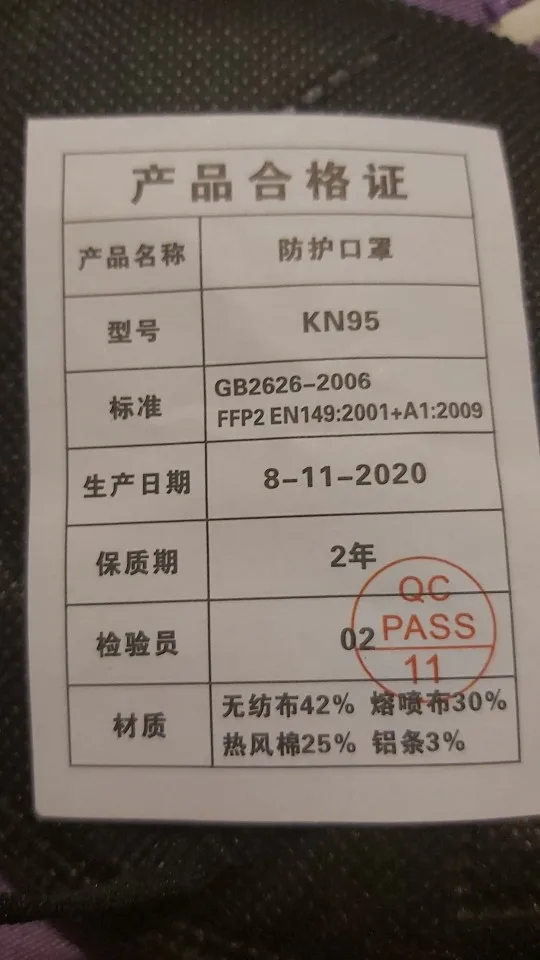 产品合格证
产品名称 防护口罩
型号 KN95
标准 GB2626-2006
FFP2 EN149:2001+A1:2009
生产日期 8-11-2020
保质期 2年
检验员 02
QC
PASS
11
材质 无纺布42% 熔喷布30%
热风棉25% 铝条3%